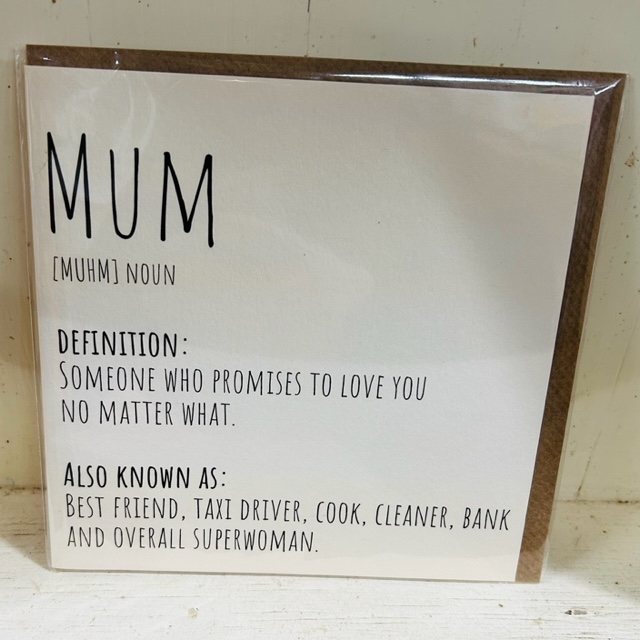 MUM
[MUHM] NOUN
DEFINITION:
SOMEONE WHO PROMISES TO LOVE YOU
NO MATTER WHAT.
ALSO KNOWN AS:
BEST FRIEND, TAXI DRIVER, COOK, CLEANER, BANK
AND OVERALL SUPERWOMAN.